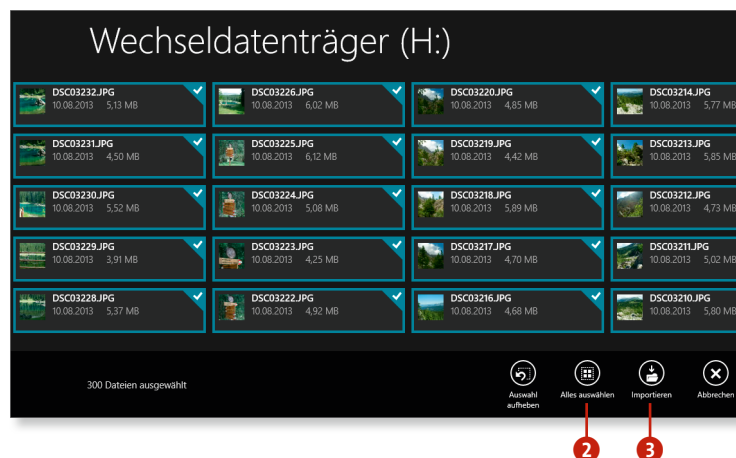 Wechseldatenträger (H:)
DSC03232.JPG
10.08.2013 5,13 MB
DSC03226.JPG
10.08.2013 6,02 MB
DSC03220.JPG
10.08.2013 4,85 MB
DSC03214.JPG
10.08.2013 5,77 MB
DSC03231.JPG
10.08.2013 4,50 MB
DSC03225.JPG
10.08.2013 6,12 MB
DSC03219.JPG
10.08.2013 4,42 MB
DSC03213.JPG
10.08.2013 5,85 MB
DSC03230.JPG
10.08.2013 5,52 MB
DSC03224.JPG
10.08.2013 5,08 MB
DSC03218.JPG
10.08.2013 5,89 MB
DSC03212.JPG
10.08.2013 4,73 MB
DSC03229.JPG
10.08.2013 3,91 MB
DSC03223.JPG
10.08.2013 4,25 MB
DSC03217.JPG
10.08.2013 4,70 MB
DSC03211.JPG
10.08.2013 5,02 MB
DSC03228.JPG
10.08.2013 5,37 MB
DSC03222.JPG
10.08.2013 4,92 MB
DSC03216.JPG
10.08.2013 4,68 MB
DSC03210.JPG
10.08.2013 5,80 MB
300 Dateien ausgewählt
Auswahl
aufheben
Alles auswählen
Importieren
Abbrechen
2
3